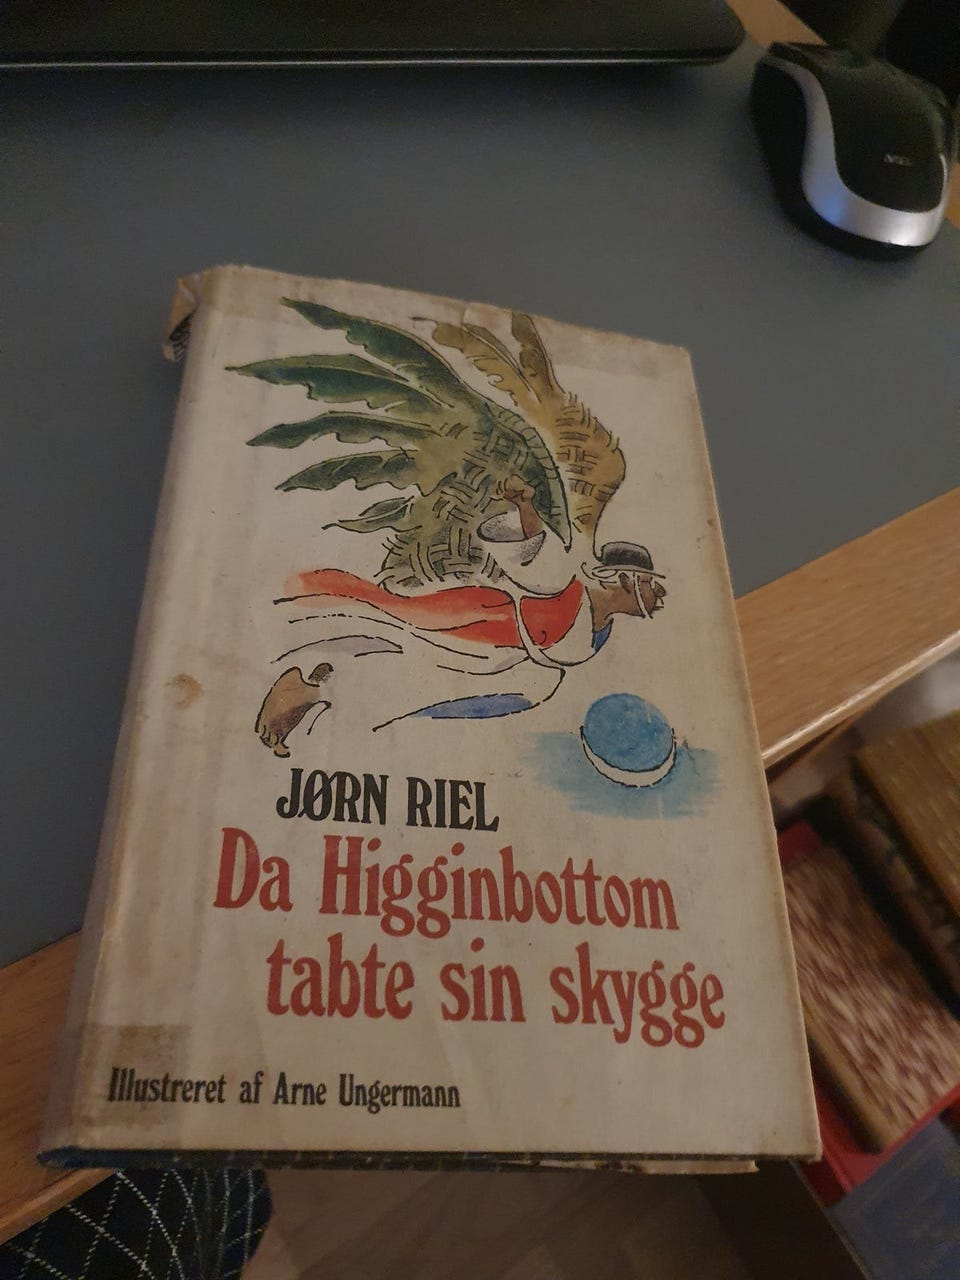 JØRN RIEL
Da Higginbottom
tabte sin skygge
Illustreret af Arne Ungermann